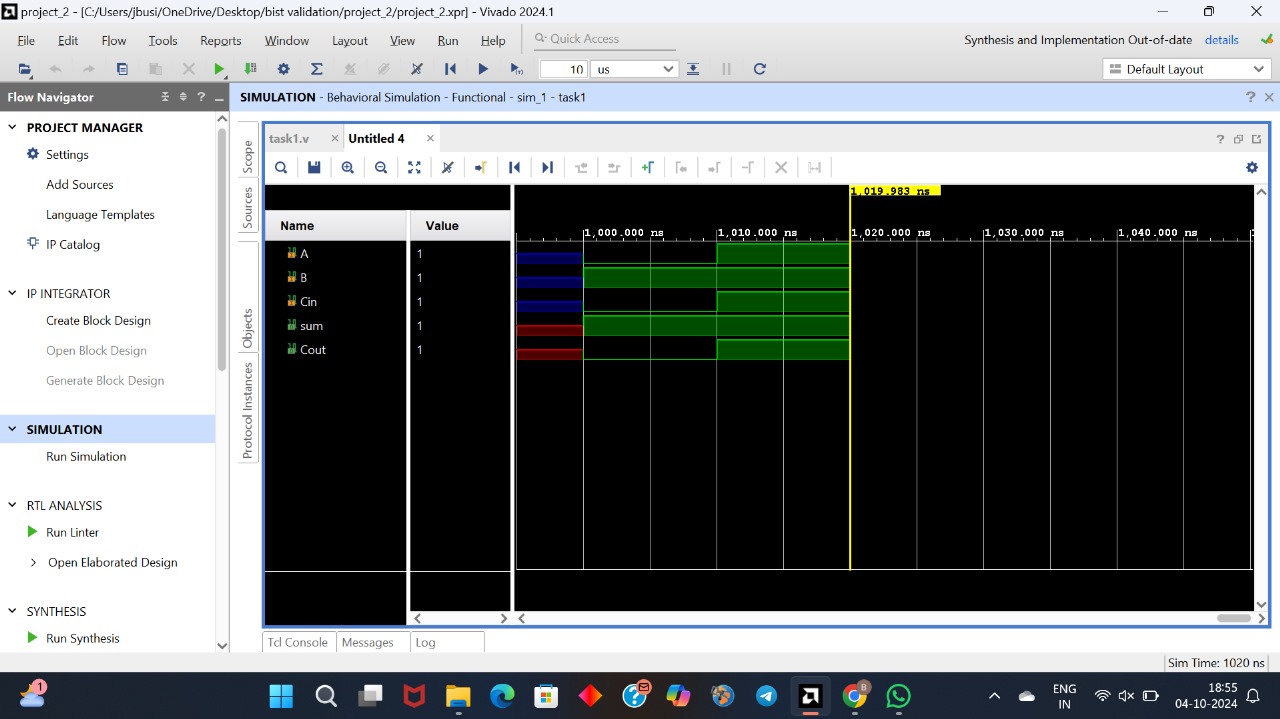 project_2 - [C:/Users/jbusi/OneDrive/Desktop/bist validation/project_2/project_2.xpr] - Vivado 2024.1
File Edit Flow Tools Reports Window Layout View Run Help Quick Access Synthesis and Implementation Out-of-date details
10 us Default Layout
Flow Navigator
SIMULATION - Behavioral Simulation - Functional - sim_1 - task1
PROJECT MANAGER
Settings
Add Sources
Language Templates
IP Catalog
IP INTEGRATOR
Create Block Design
Open Block Design
Generate Block Design
SIMULATION
Run Simulation
RTL ANALYSIS
Run Linter
Open Elaborated Design
SYNTHESIS
Run Synthesis
Scope
Sources
Objects
Protocol Instances
task1.v Untitled 4
1,019.983 ns
Name Value
1,000.000 ns 1,010.000 ns 1,020.000 ns 1,030.000 ns 1,040.000 ns
A 1
B 1
Cin 1
sum 1
Cout 1
Tcl Console Messages Log
Sim Time: 1020 ns
1
B
ENG
IN
18:55
04-10-2024